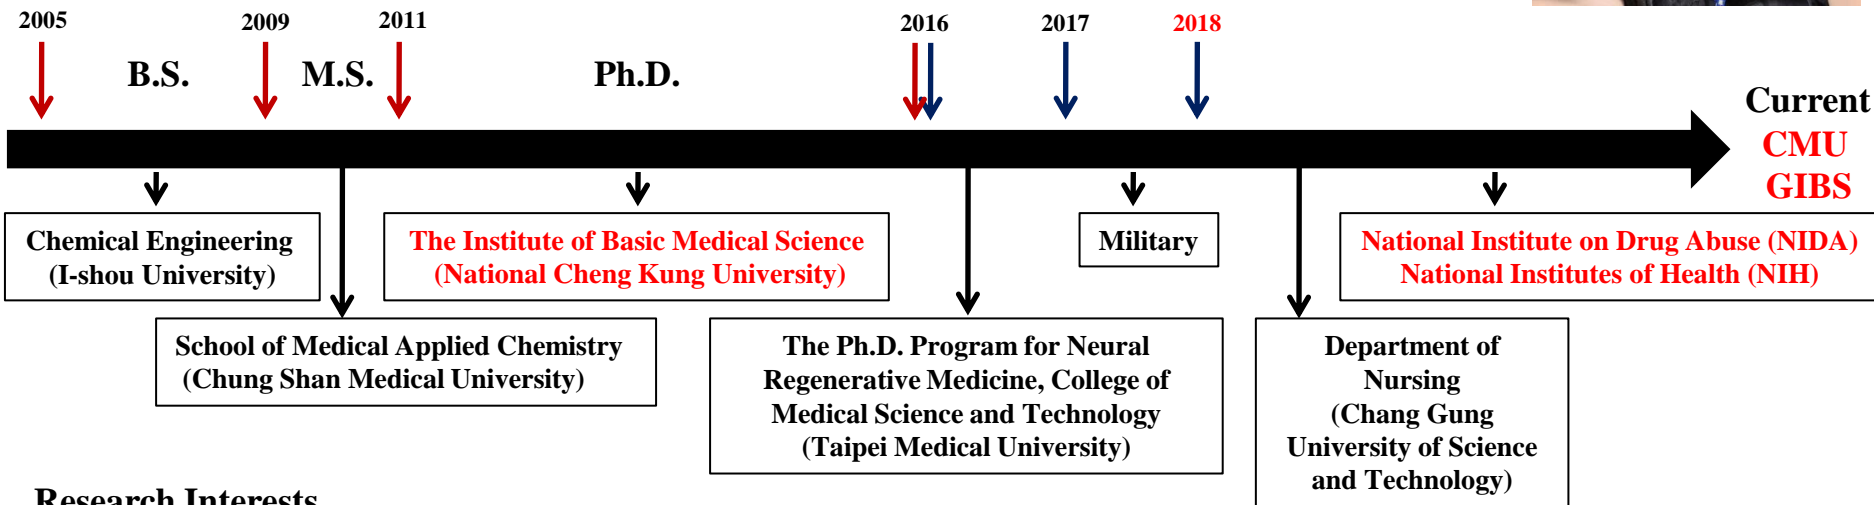 2005
2009
2011
2016
2017
2018
B.S.
M.S.
Ph.D.
Current
CMU
GIBS
Chemical Engineering
(I-shou University)
The Institute of Basic Medical Science
(National Cheng Kung University)
Military
National Institute on Drug Abuse (NIDA)
National Institutes of Health (NIH)
School of Medical Applied Chemistry
(Chung Shan Medical University)
The Ph.D. Program for Neural
Regenerative Medicine, College of
Medical Science and Technology
(Taipei Medical University)
Department of
Nursing
(Chang Gung
University of Science
and Technology)
Research Interests